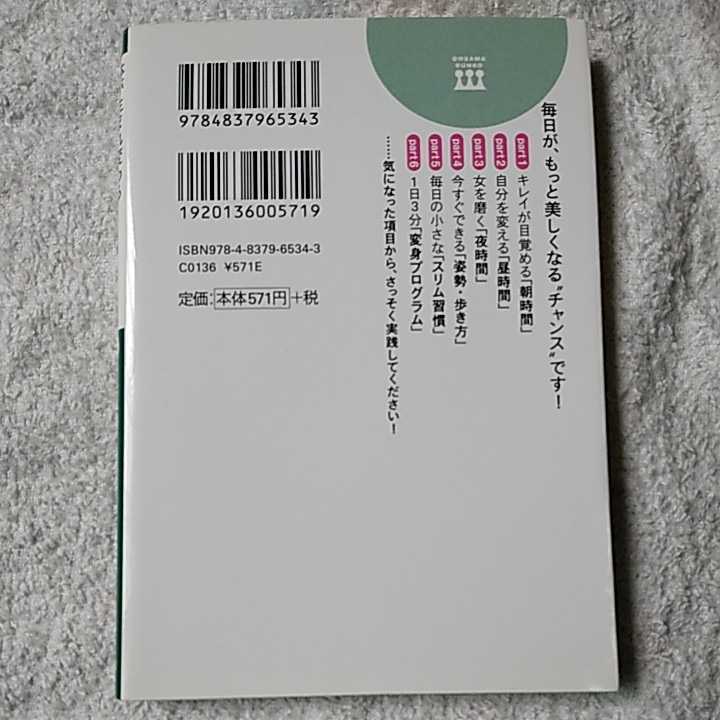 OHSAMA
BUNKO
毎日が、もっと美しくなる“チャンス”です！
part1 キレイが目覚める「朝時間」
part2 自分を変える「昼時間」
part3 女を磨く「夜時間」
part4 今すぐできる「姿勢・歩き方」
part5 毎日の小さな「スリム習慣」
part6 1日3分「変身プログラム」
……気になった項目から、さっそく実践してください！
9784837965343
1920136005719
ISBN978-4-8379-6534-3
C0136 ¥571E
定価：本体571円＋税